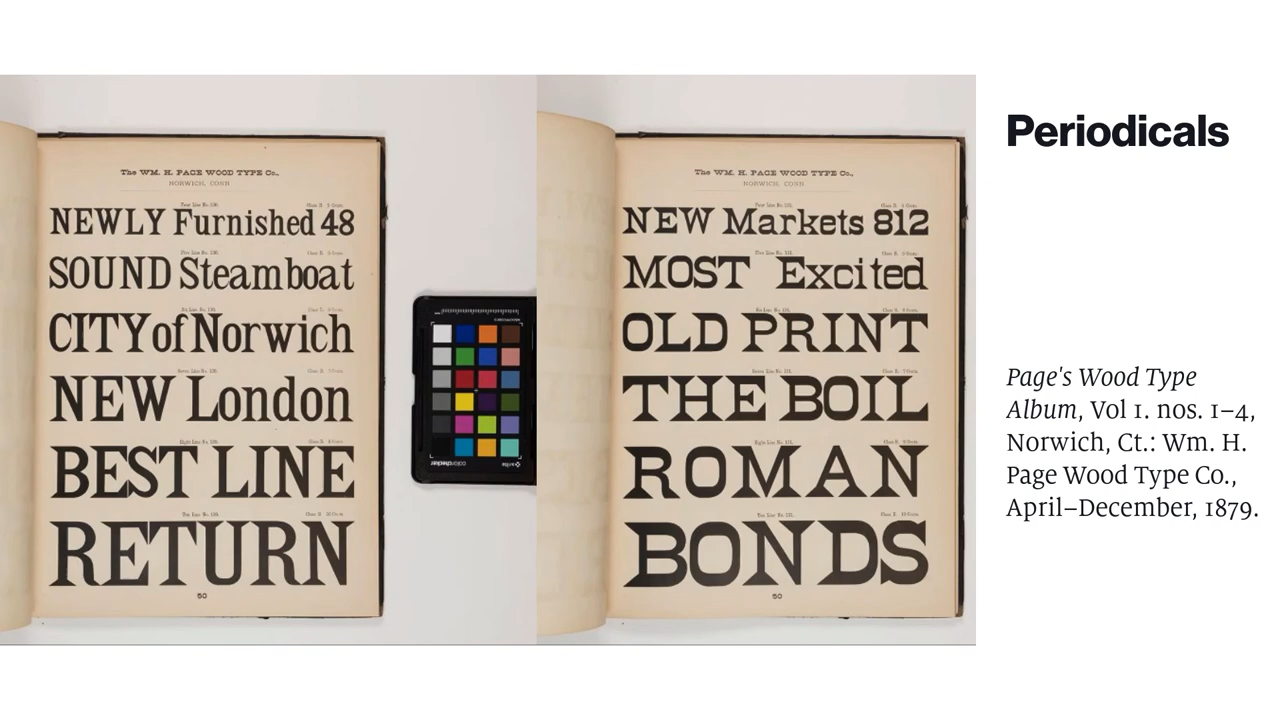 The WM. H. PAGE WOOD TYPE Co.,
NORWICH, CONN
NEWLY Furnished 48
SOUND Steamboat
CITY of Norwich
NEW London
BEST LINE
RETURN
50
colorchecker
x-rite
The WM. H. PAGE WOOD TYPE Co.,
NORWICH, CONN
NEW Markets 812
MOST Excited
OLD PRINT
THE BOIL
ROMAN
BONDS
50
Periodicals
Page's Wood Type
Album, Vol 1. nos. 1–4,
Norwich, Ct.: Wm. H.
Page Wood Type Co.,
April–December, 1879.